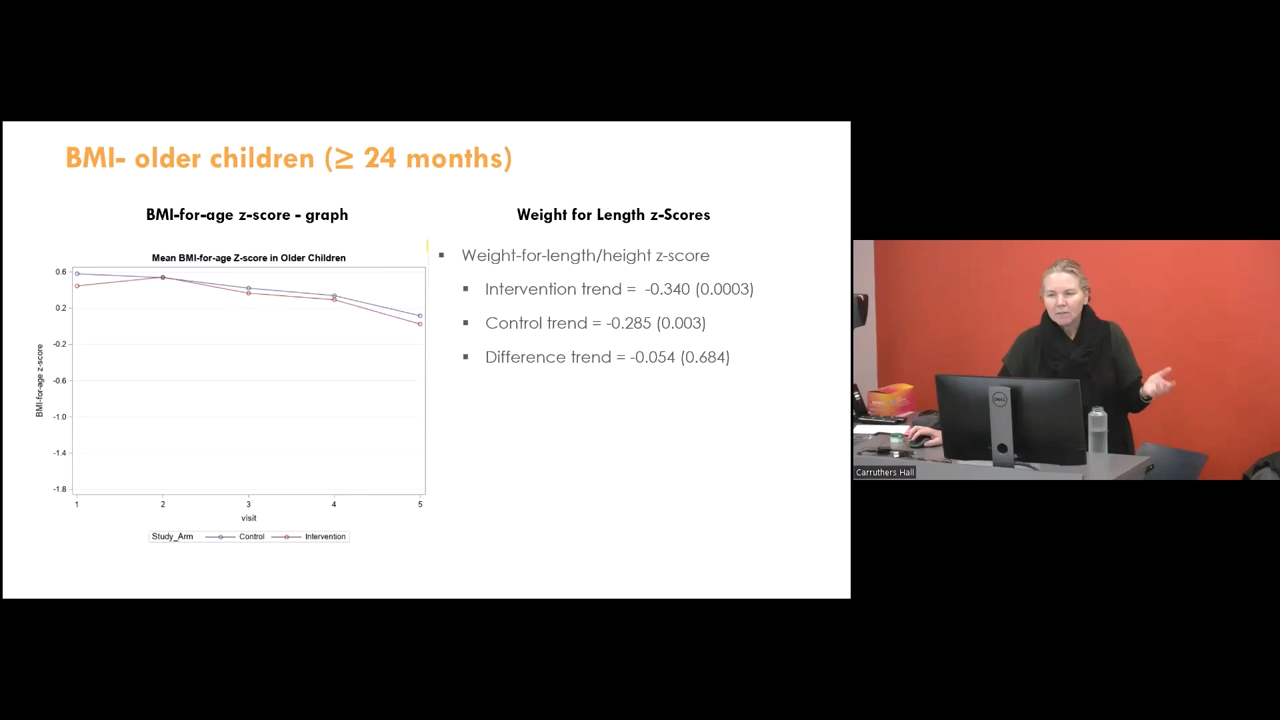 BMI- older children (≥ 24 months)
BMI-for-age z-score - graph
Mean BMI-for-age Z-score in Older Children
BMI-for-age z-score
0.6
0.2
-0.2
-0.6
-1.0
-1.4
-1.8
1 2 3 4 5
visit
Study_Arm Control Intervention
Weight for Length z-Scores
▪ Weight-for-length/height z-score
▪ Intervention trend = -0.340 (0.0003)
▪ Control trend = -0.285 (0.003)
▪ Difference trend = -0.054 (0.684)
DELL
Carruthers Hall